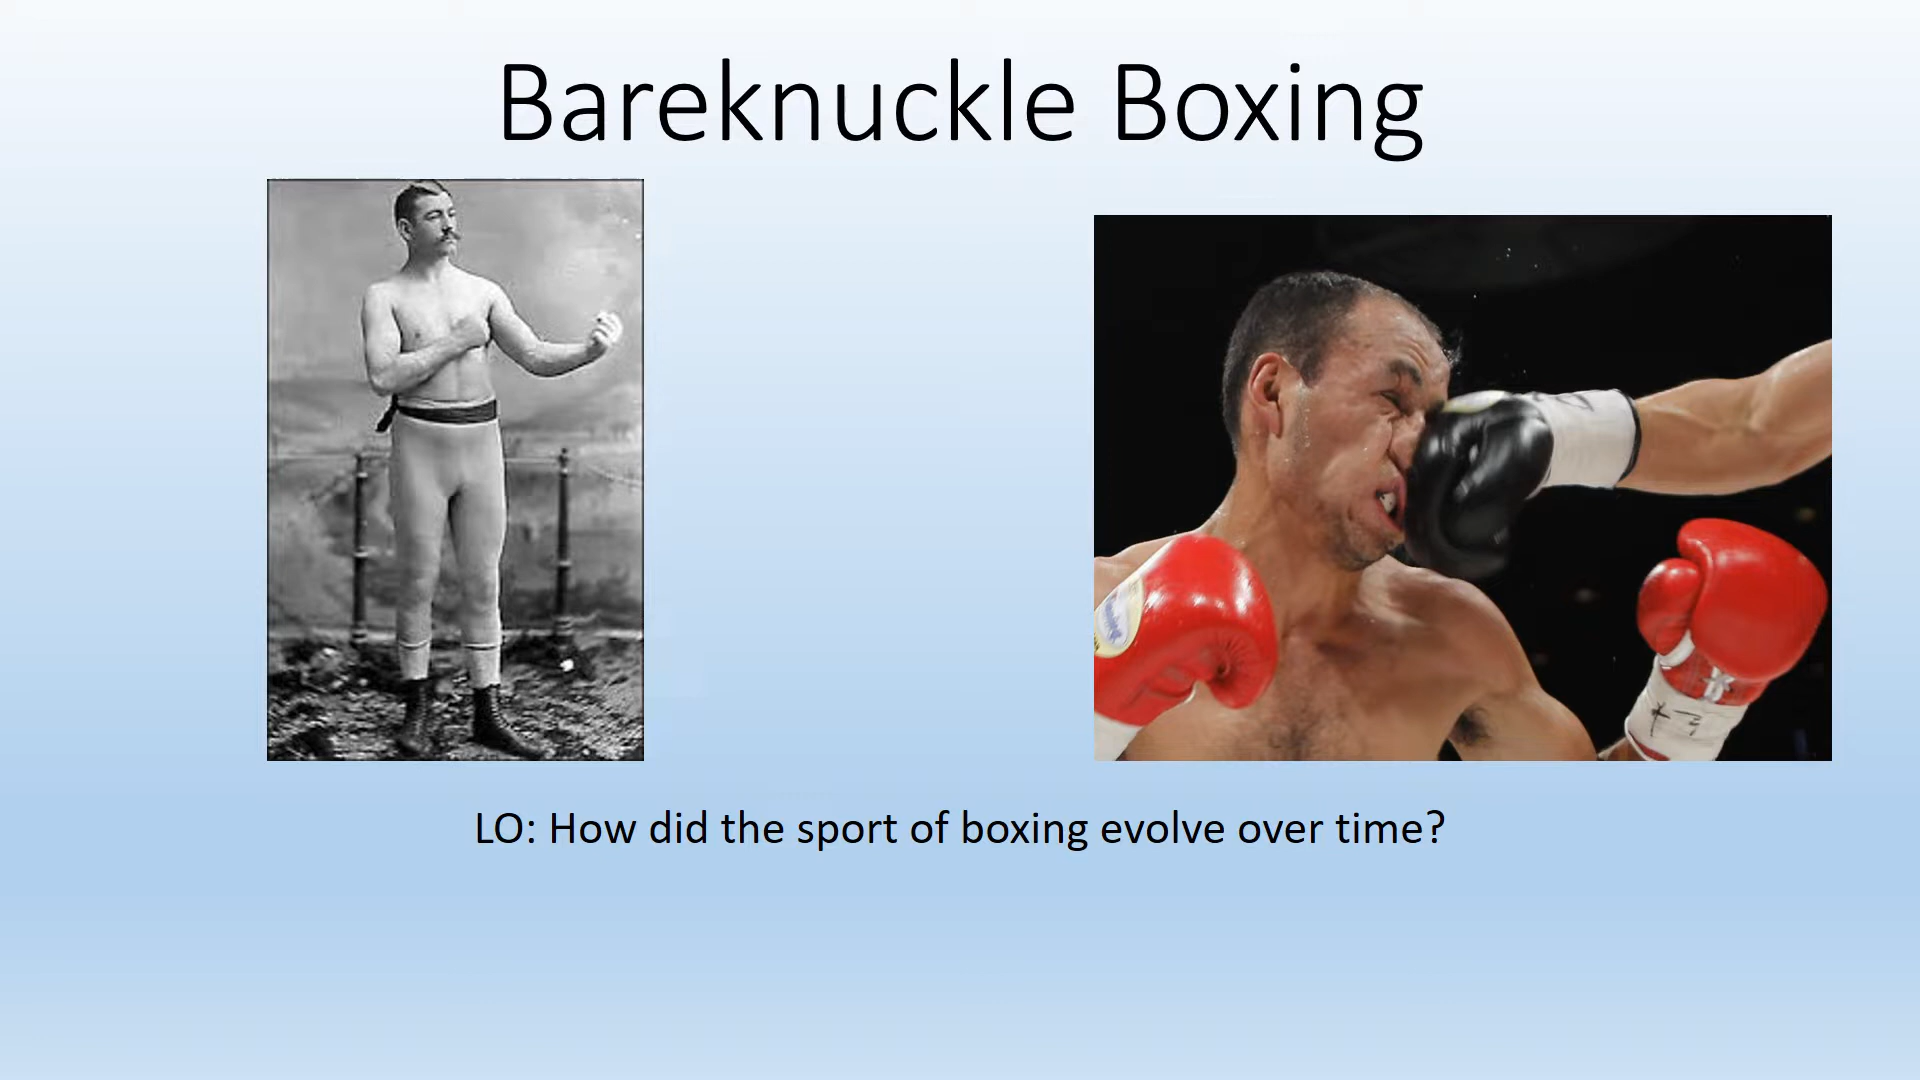 Bareknuckle Boxing
LO: How did the sport of boxing evolve over time?